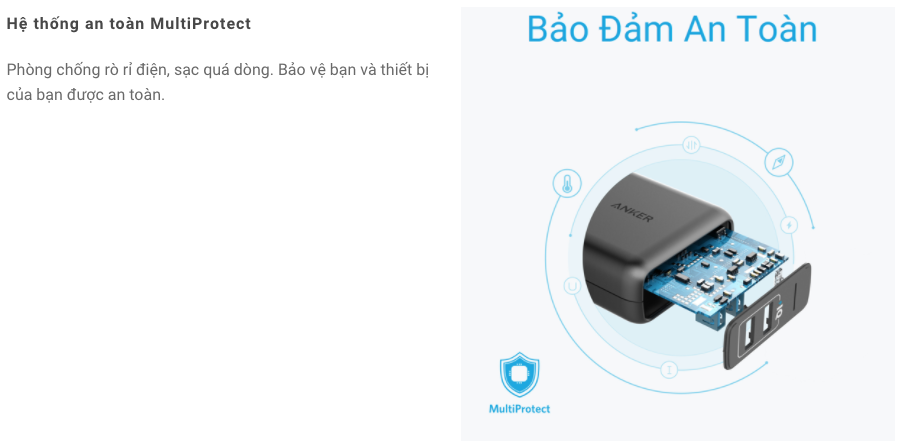 Hệ thống an toàn MultiProtect
Phòng chống rò rỉ điện, sạc quá dòng. Bảo vệ bạn và thiết bị
của bạn được an toàn.
Bảo Đảm An Toàn
ANKER
IQ
MultiProtect